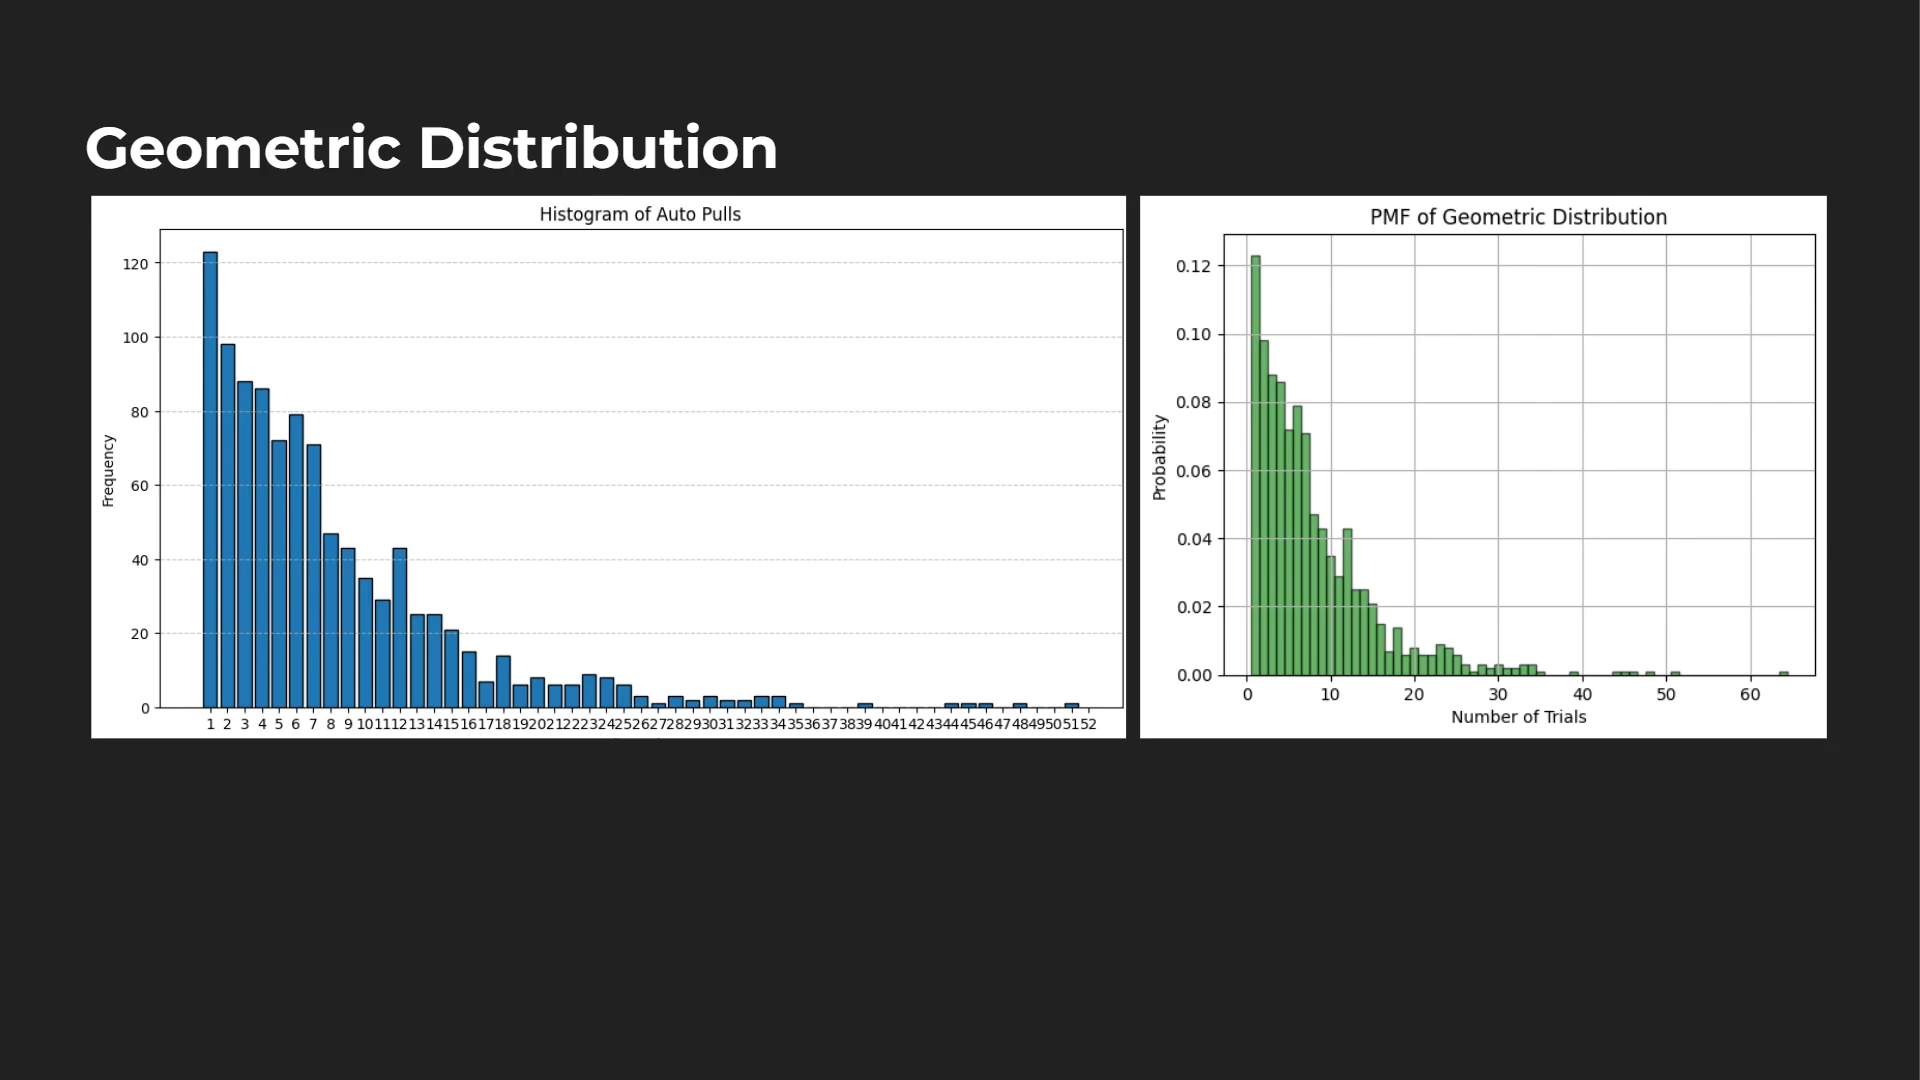 Geometric Distribution
Histogram of Auto Pulls
120
100
80
60
40
20
0
Frequency
1 2 3 4 5 6 7 8 9 10 11 12 13 14 15 16 17 18 19 20 21 22 23 24 25 26 27 28 29 30 31 32 33 34 35 36 37 38 39 40 41 42 43 44 45 46 47 48 49 50 51 52
PMF of Geometric Distribution
0.12
0.10
0.08
0.06
0.04
0.02
0.00
Probability
0 10 20 30 40 50 60
Number of Trials